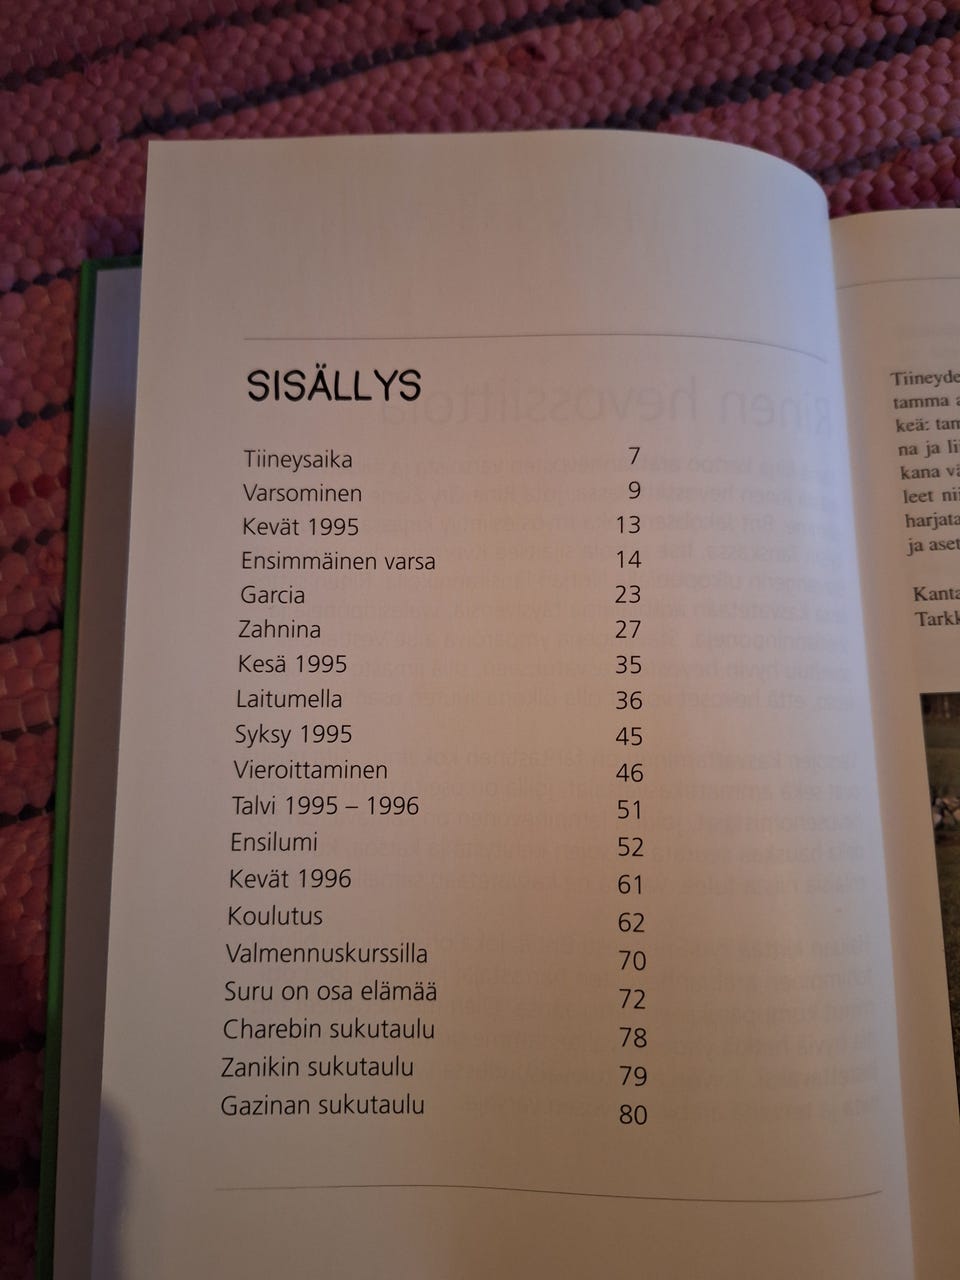 SISÄLLYS
Tiineysaika 7
Varsominen 9
Kevät 1995 13
Ensimmäinen varsa 14
Garcia 23
Zahnina 27
Kesä 1995 35
Laitumella 36
Syksy 1995 45
Vieroittaminen 46
Talvi 1995 – 1996 51
Ensilumi 52
Kevät 1996 61
Koulutus 62
Valmennuskurssilla 70
Suru on osa elämää 72
Charebin sukutaulu 78
Zanikin sukutaulu 79
Gazinan sukutaulu 80
Tiineyde
tamma a
keä: tam
na ja li
kana vä
leet nii
harjata
ja aset
Kanta
Tarkk